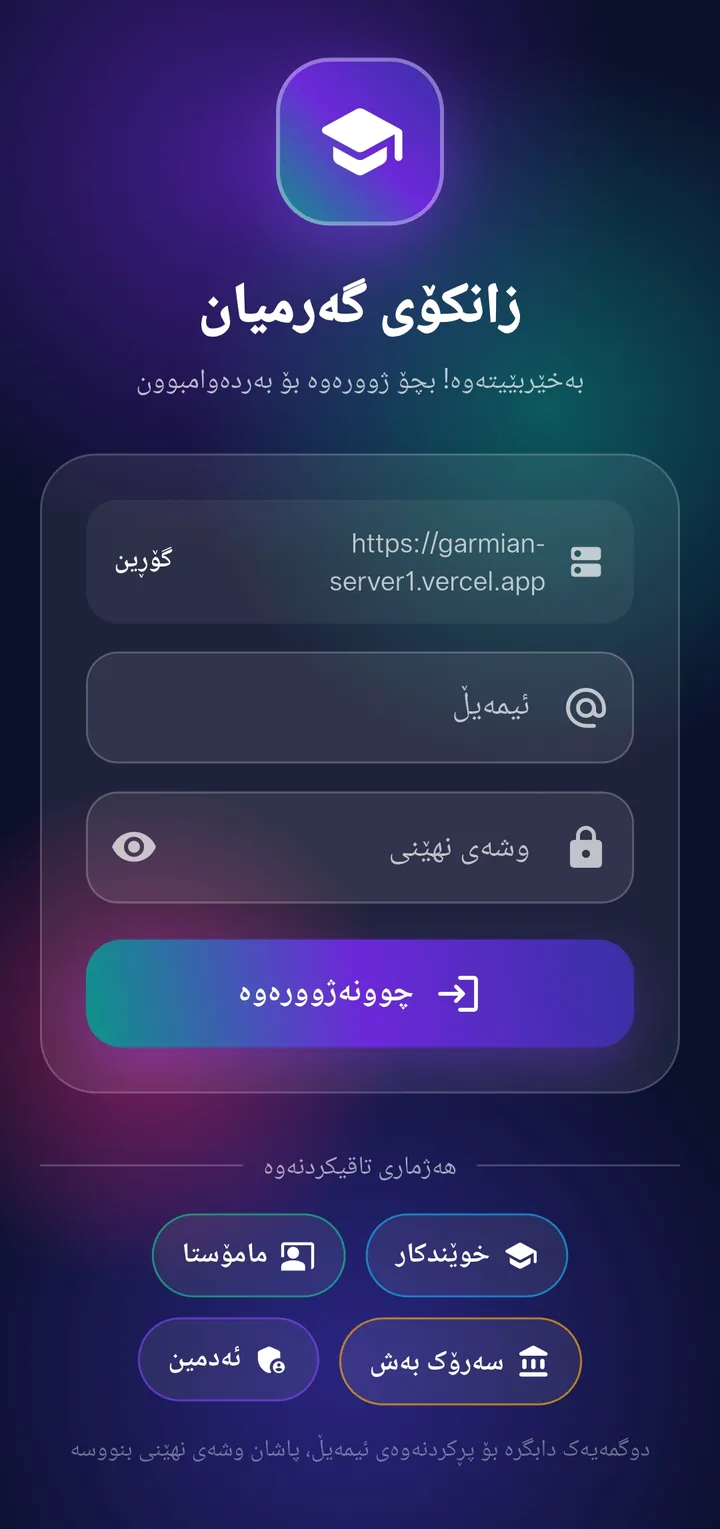 زانکۆی گەرمیان
بەخێربێیتەوە! بچۆ ژوورەوە بۆ بەردەوامبوون
https://garmian-
server1.vercel.app
گۆڕین
ئیمەیڵ
وشەی نهێنی
چوونەژوورەوە
هەژماری تاقیکردنەوە
خوێندکار
مامۆستا
سەرۆک بەش
ئەدمین
دوگمەیەک دابگرە بۆ پڕکردنەوەی ئیمەیڵ، پاشان وشەی نهێنی بنووسە